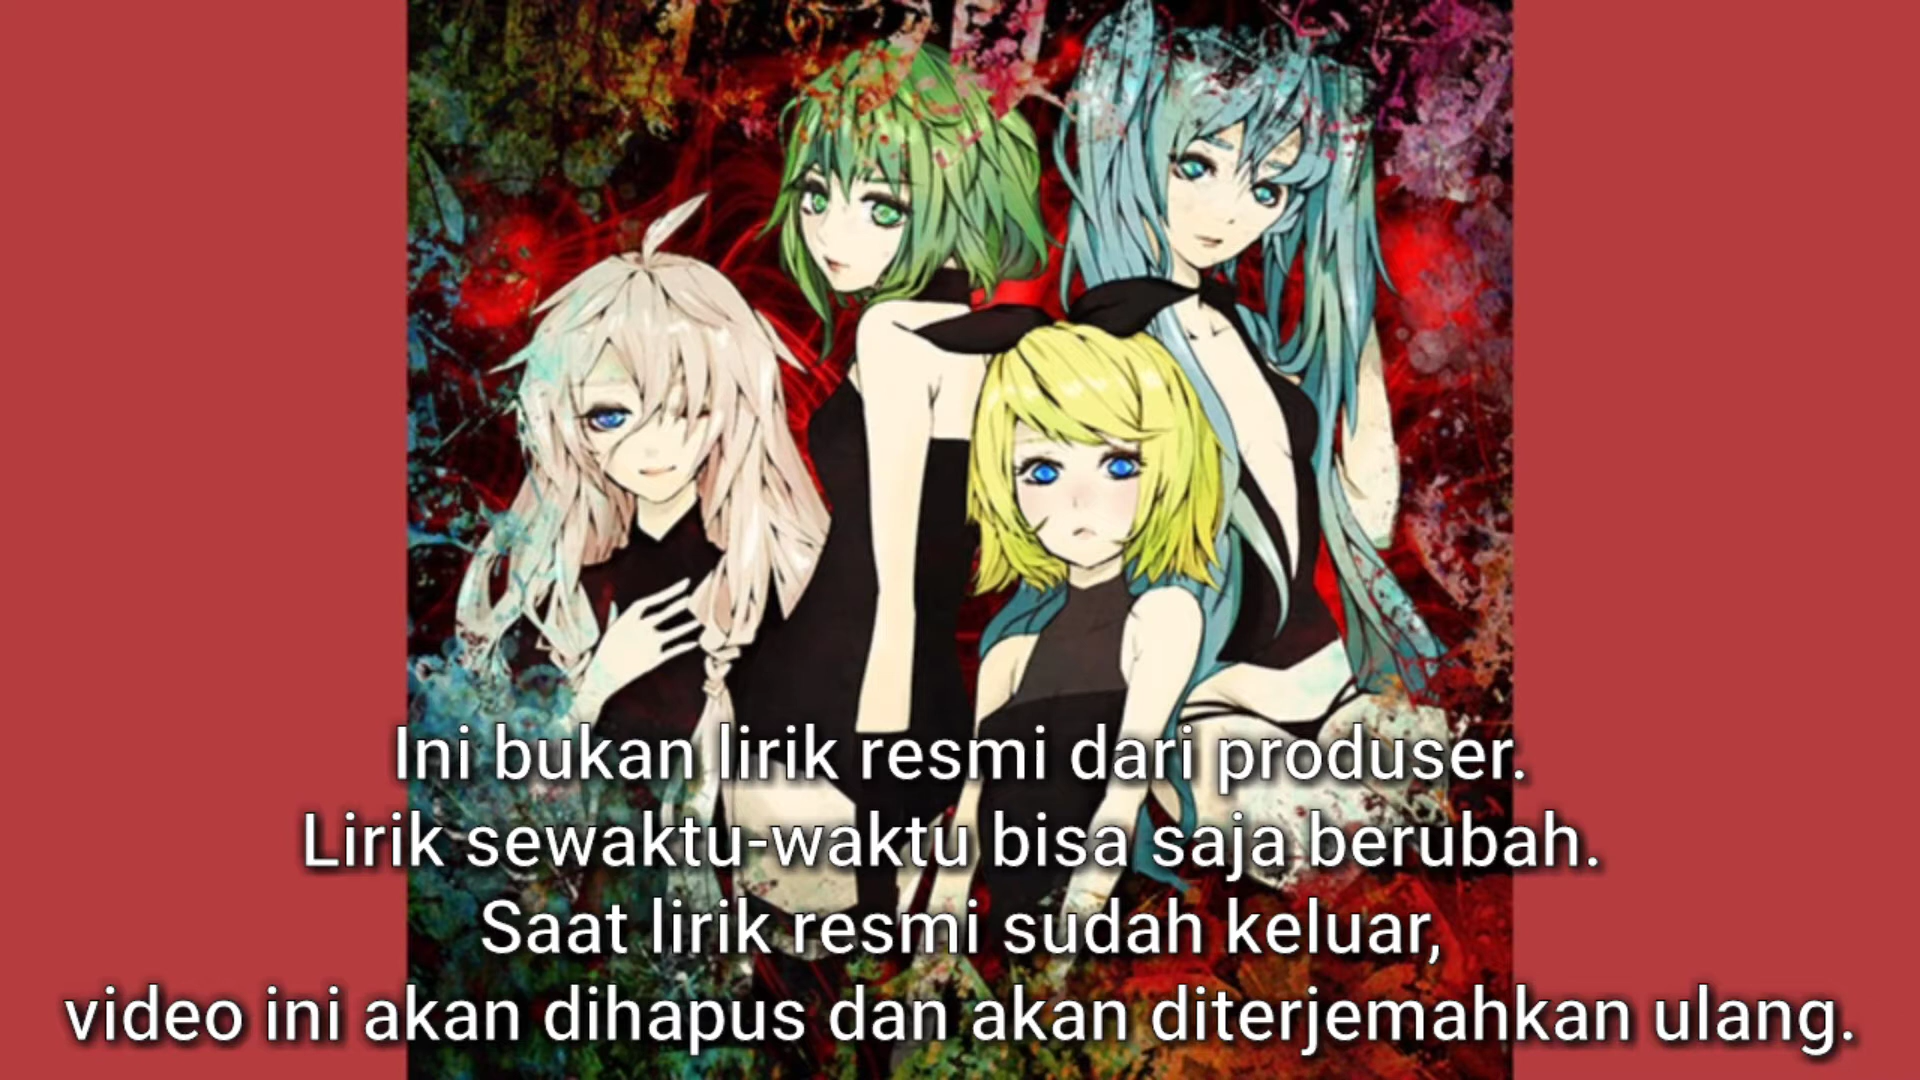 Ini bukan lirik resmi dari produser.
Lirik sewaktu-waktu bisa saja berubah.
Saat lirik resmi sudah keluar,
video ini akan dihapus dan akan diterjemahkan ulang.